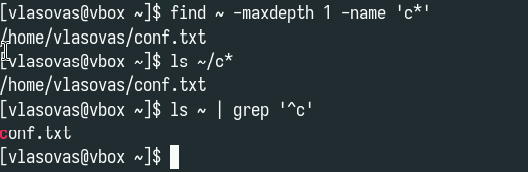 [vlasovas@vbox ~]$ find ~ -maxdepth 1 -name 'c*'
/home/vlasovas/conf.txt
[vlasovas@vbox ~]$ ls ~/c*
/home/vlasovas/conf.txt
[vlasovas@vbox ~]$ ls ~ | grep '^c'
conf.txt
[vlasovas@vbox ~]$